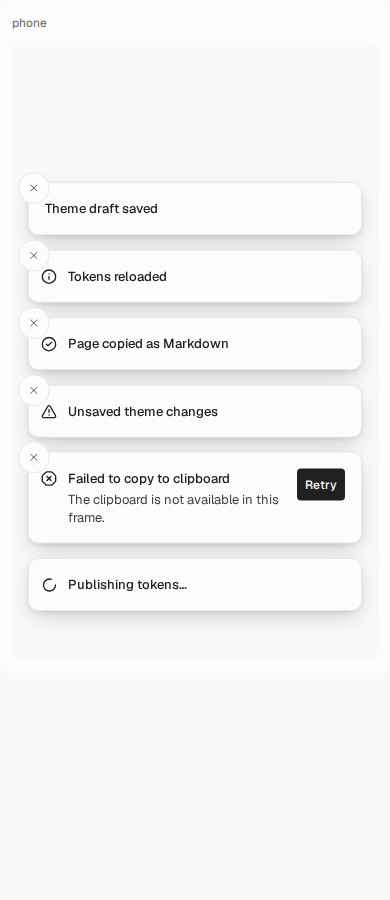 phone
Theme draft saved
Tokens reloaded
Page copied as Markdown
Unsaved theme changes
Failed to copy to clipboard
The clipboard is not available in this
frame.
Retry
Publishing tokens…